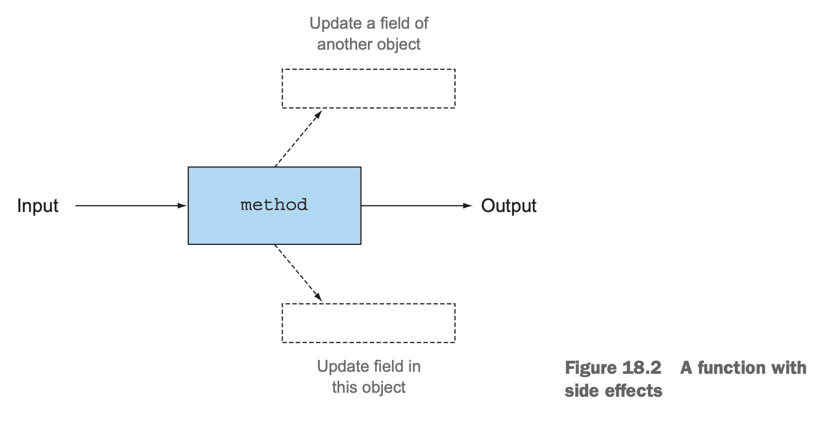 Update a field of
another object
Input
method
Output
Update field in
this object
Figure 18.2 A function with
side effects